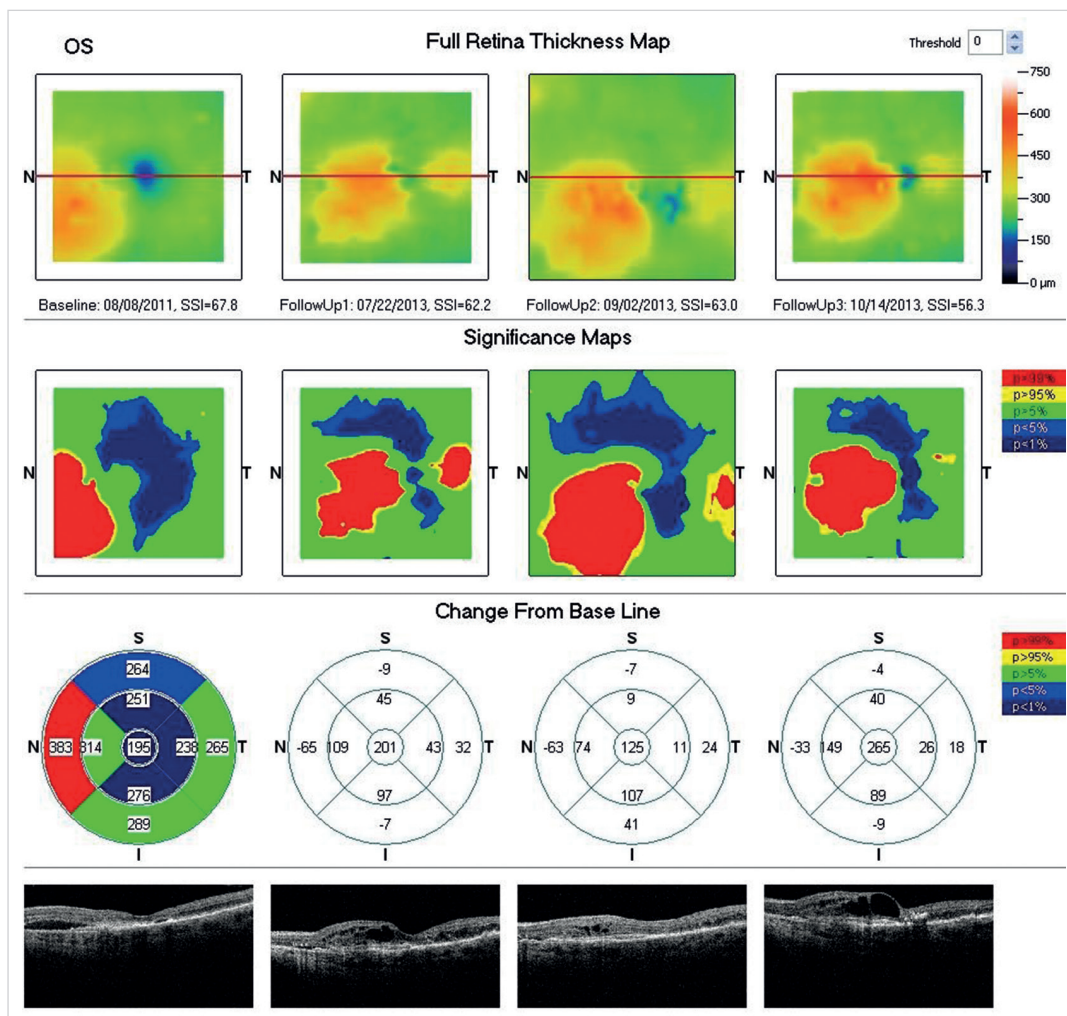 OS
Full Retina Thickness Map
Threshold 0
750
600
450
300
150
0 µm
N T N T N T N T
Baseline: 08/08/2011, SSI=67.8
FollowUp1: 07/22/2013, SSI=62.2
FollowUp2: 09/02/2013, SSI=63.0
FollowUp3: 10/14/2013, SSI=56.3
Significance Maps
p>99%
p>95%
p>5%
p<5%
p<1%
N T N T N T N T
Change From Base Line
p>99%
p>95%
p>5%
p<5%
p<1%
S
264
251
N 383 314 195 238 265 T
276
289
I
S
-9
45
-65 109 201 43 32 T
N
97
-7
I
S
-7
9
N -63 74 125 11 24 T
107
41
I
S
-4
40
N -33 149 265 26 18 T
89
-9
I